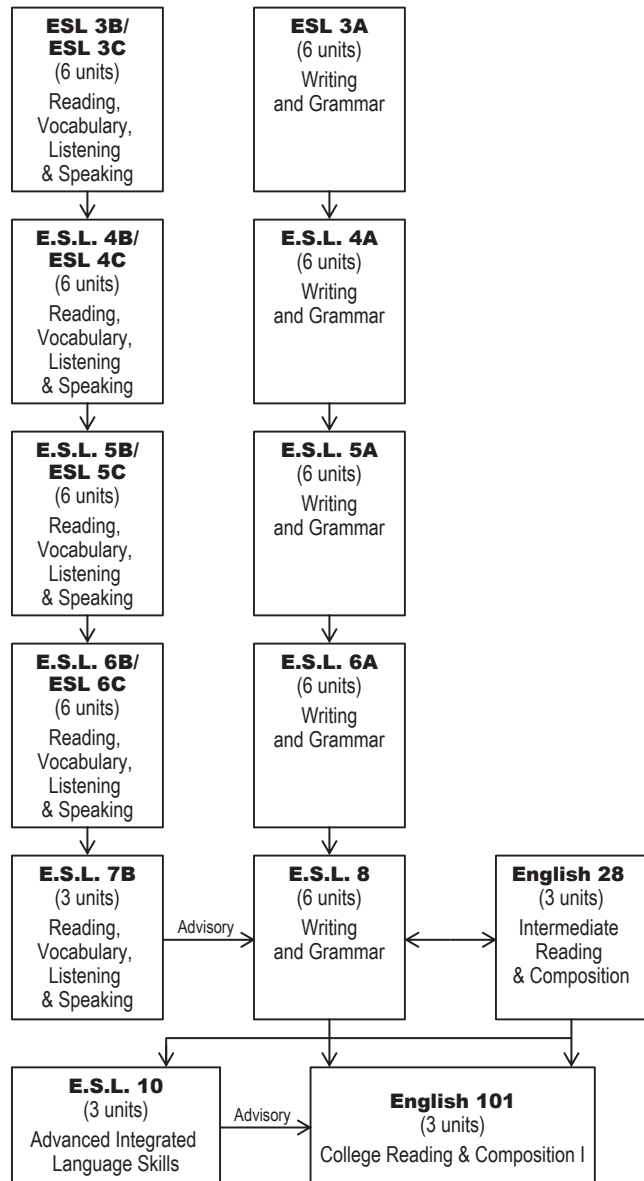 ESL 3B/
ESL 3C
(6 units)
Reading,
Vocabulary,
Listening
& Speaking
ESL 3A
(6 units)
Writing
and Grammar
E.S.L. 4B/
ESL 4C
(6 units)
Reading,
Vocabulary,
Listening
& Speaking
E.S.L. 4A
(6 units)
Writing
and Grammar
E.S.L. 5B/
ESL 5C
(6 units)
Reading,
Vocabulary,
Listening
& Speaking
E.S.L. 5A
(6 units)
Writing
and Grammar
E.S.L. 6B/
ESL 6C
(6 units)
Reading,
Vocabulary,
Listening
& Speaking
E.S.L. 6A
(6 units)
Writing
and Grammar
E.S.L. 7B
(3 units)
Reading,
Vocabulary,
Listening
& Speaking
Advisory
E.S.L. 8
(6 units)
Writing
and Grammar
English 28
(3 units)
Intermediate
Reading
& Composition
E.S.L. 10
(3 units)
Advanced Integrated
Language Skills
Advisory
English 101
(3 units)
College Reading & Composition I